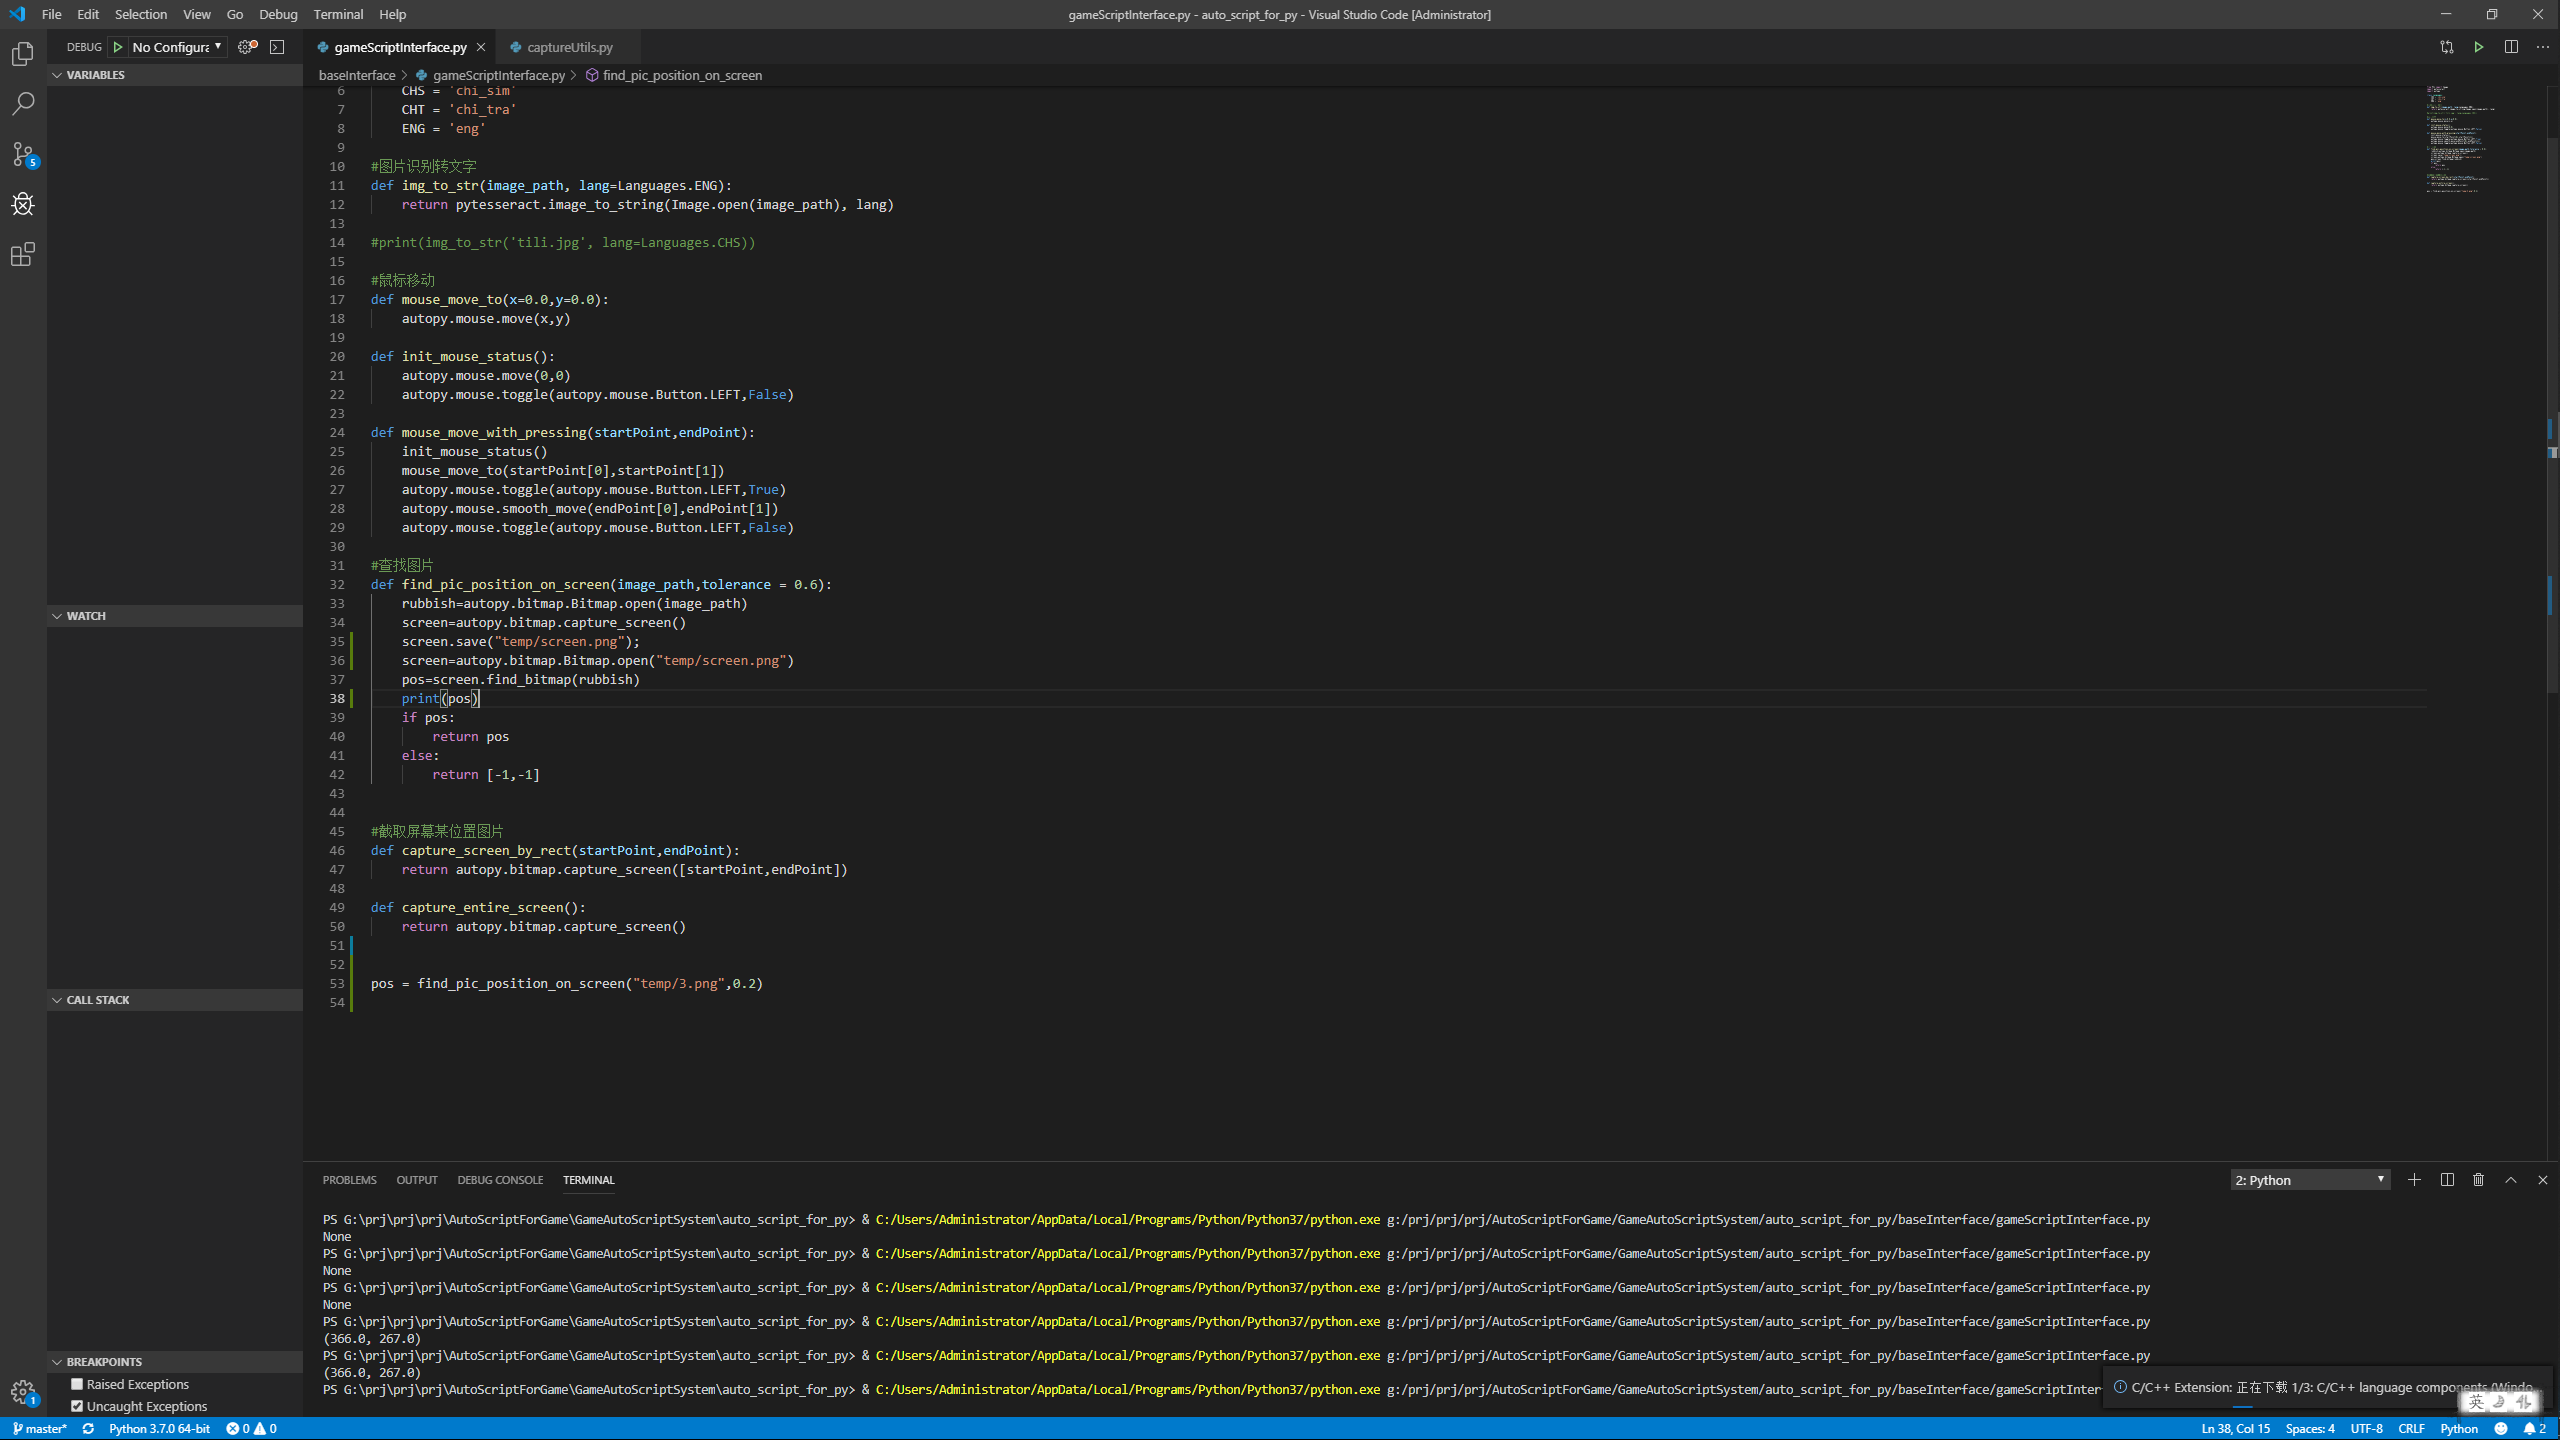 File Edit Selection View Go Debug Terminal Help
gameScriptInterface.py - auto_script_for_py - Visual Studio Code [Administrator]
DEBUG No Configura
gameScriptInterface.py captureUtils.py
VARIABLES
baseInterface > gameScriptInterface.py > find_pic_position_on_screen
6 CHS = 'chi_sim'
7 CHT = 'chi_tra'
8 ENG = 'eng'
9
10 #图片识别转文字
11 def img_to_str(image_path, lang=Languages.ENG):
12 return pytesseract.image_to_string(Image.open(image_path), lang)
13
14 #print(img_to_str('tili.jpg', lang=Languages.CHS))
15
16 #鼠标移动
17 def mouse_move_to(x=0.0,y=0.0):
18 autopy.mouse.move(x,y)
19
20 def init_mouse_status():
21 autopy.mouse.move(0,0)
22 autopy.mouse.toggle(autopy.mouse.Button.LEFT,False)
23
24 def mouse_move_with_pressing(startPoint,endPoint):
25 init_mouse_status()
26 mouse_move_to(startPoint[0],startPoint[1])
27 autopy.mouse.toggle(autopy.mouse.Button.LEFT,True)
28 autopy.mouse.smooth_move(endPoint[0],endPoint[1])
29 autopy.mouse.toggle(autopy.mouse.Button.LEFT,False)
30
31 #查找图片
32 def find_pic_position_on_screen(image_path,tolerance = 0.6):
33 rubbish=autopy.bitmap.Bitmap.open(image_path)
34 screen=autopy.bitmap.capture_screen()
35 screen.save("temp/screen.png");
36 screen=autopy.bitmap.Bitmap.open("temp/screen.png")
37 pos=screen.find_bitmap(rubbish)
38 print(pos)
39 if pos:
40 return pos
41 else:
42 return [-1,-1]
43
44
45 #截取屏幕某位置图片
46 def capture_screen_by_rect(startPoint,endPoint):
47 return autopy.bitmap.capture_screen([startPoint,endPoint])
48
49 def capture_entire_screen():
50 return autopy.bitmap.capture_screen()
51
52
53 pos = find_pic_position_on_screen("temp/3.png",0.2)
54
5
WATCH
CALL STACK
BREAKPOINTS
Raised Exceptions
Uncaught Exceptions
1
PROBLEMS OUTPUT DEBUG CONSOLE TERMINAL
2: Python
PS G:\prj\prj\prj\AutoScriptForGame\GameAutoScriptSystem\auto_script_for_py> & C:/Users/Administrator/AppData/Local/Programs/Python/Python37/python.exe g:/prj/prj/prj/AutoScriptForGame/GameAutoScriptSystem/auto_script_for_py/baseInterface/gameScriptInterface.py
None
PS G:\prj\prj\prj\AutoScriptForGame\GameAutoScriptSystem\auto_script_for_py> & C:/Users/Administrator/AppData/Local/Programs/Python/Python37/python.exe g:/prj/prj/prj/AutoScriptForGame/GameAutoScriptSystem/auto_script_for_py/baseInterface/gameScriptInterface.py
None
PS G:\prj\prj\prj\AutoScriptForGame\GameAutoScriptSystem\auto_script_for_py> & C:/Users/Administrator/AppData/Local/Programs/Python/Python37/python.exe g:/prj/prj/prj/AutoScriptForGame/GameAutoScriptSystem/auto_script_for_py/baseInterface/gameScriptInterface.py
None
PS G:\prj\prj\prj\AutoScriptForGame\GameAutoScriptSystem\auto_script_for_py> & C:/Users/Administrator/AppData/Local/Programs/Python/Python37/python.exe g:/prj/prj/prj/AutoScriptForGame/GameAutoScriptSystem/auto_script_for_py/baseInterface/gameScriptInterface.py
(366.0, 267.0)
PS G:\prj\prj\prj\AutoScriptForGame\GameAutoScriptSystem\auto_script_for_py> & C:/Users/Administrator/AppData/Local/Programs/Python/Python37/python.exe g:/prj/prj/prj/AutoScriptForGame/GameAutoScriptSystem/auto_script_for_py/baseInterface/gameScriptInterface.py
(366.0, 267.0)
PS G:\prj\prj\prj\AutoScriptForGame\GameAutoScriptSystem\auto_script_for_py> & C:/Users/Administrator/AppData/Local/Programs/Python/Python37/python.exe g:/prj/prj/prj/AutoScriptForGame/GameAutoScriptSystem/auto_script_for_py/baseInterface/gameInter
C/C++ Extension: 正在下载 1/3: C/C++ language components (Windo...
英
master* Python 3.7.0 64-bit 0 0
Ln 38, Col 15 Spaces: 4 UTF-8 CRLF Python 2